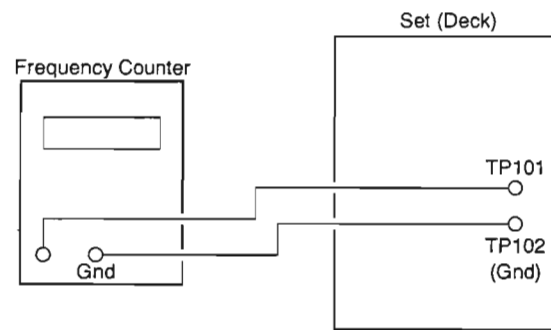 Set (Deck)
Frequency Counter
TP101
Gnd
TP102
(Gnd)